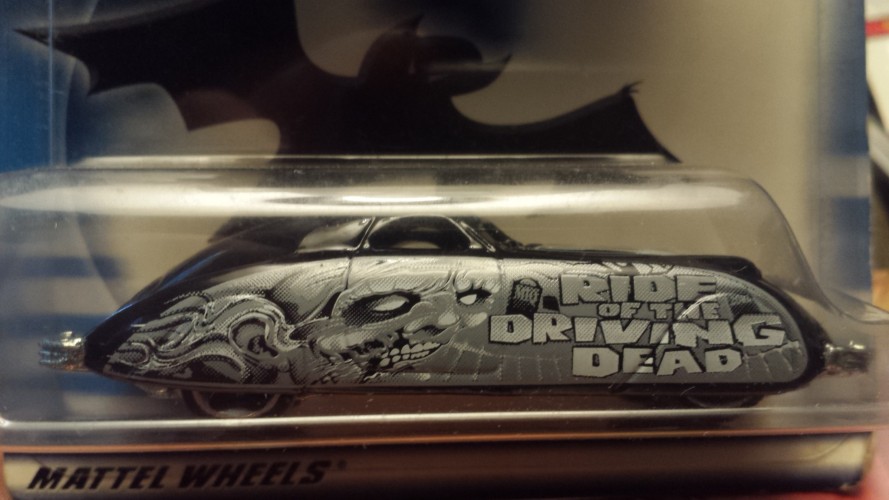 RIDE
OF THE
DRIVING
DEAD
MATTEL WHEELS®